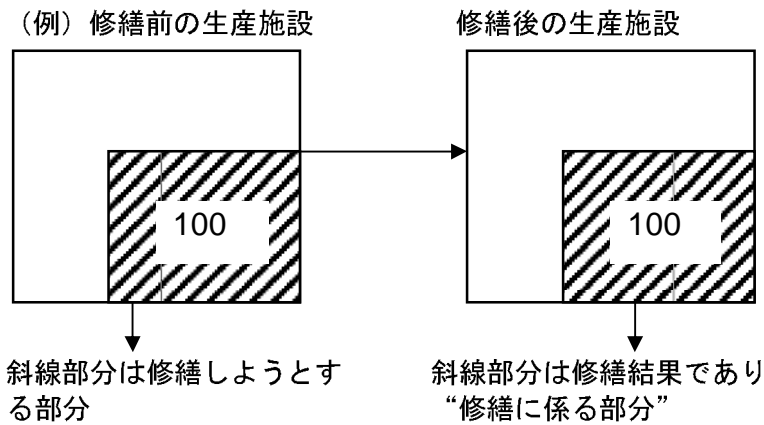 （例）修繕前の生産施設
修繕後の生産施設
100
100
斜線部分は修繕しようとす
る部分
斜線部分は修繕結果であり
“修繕に係る部分”